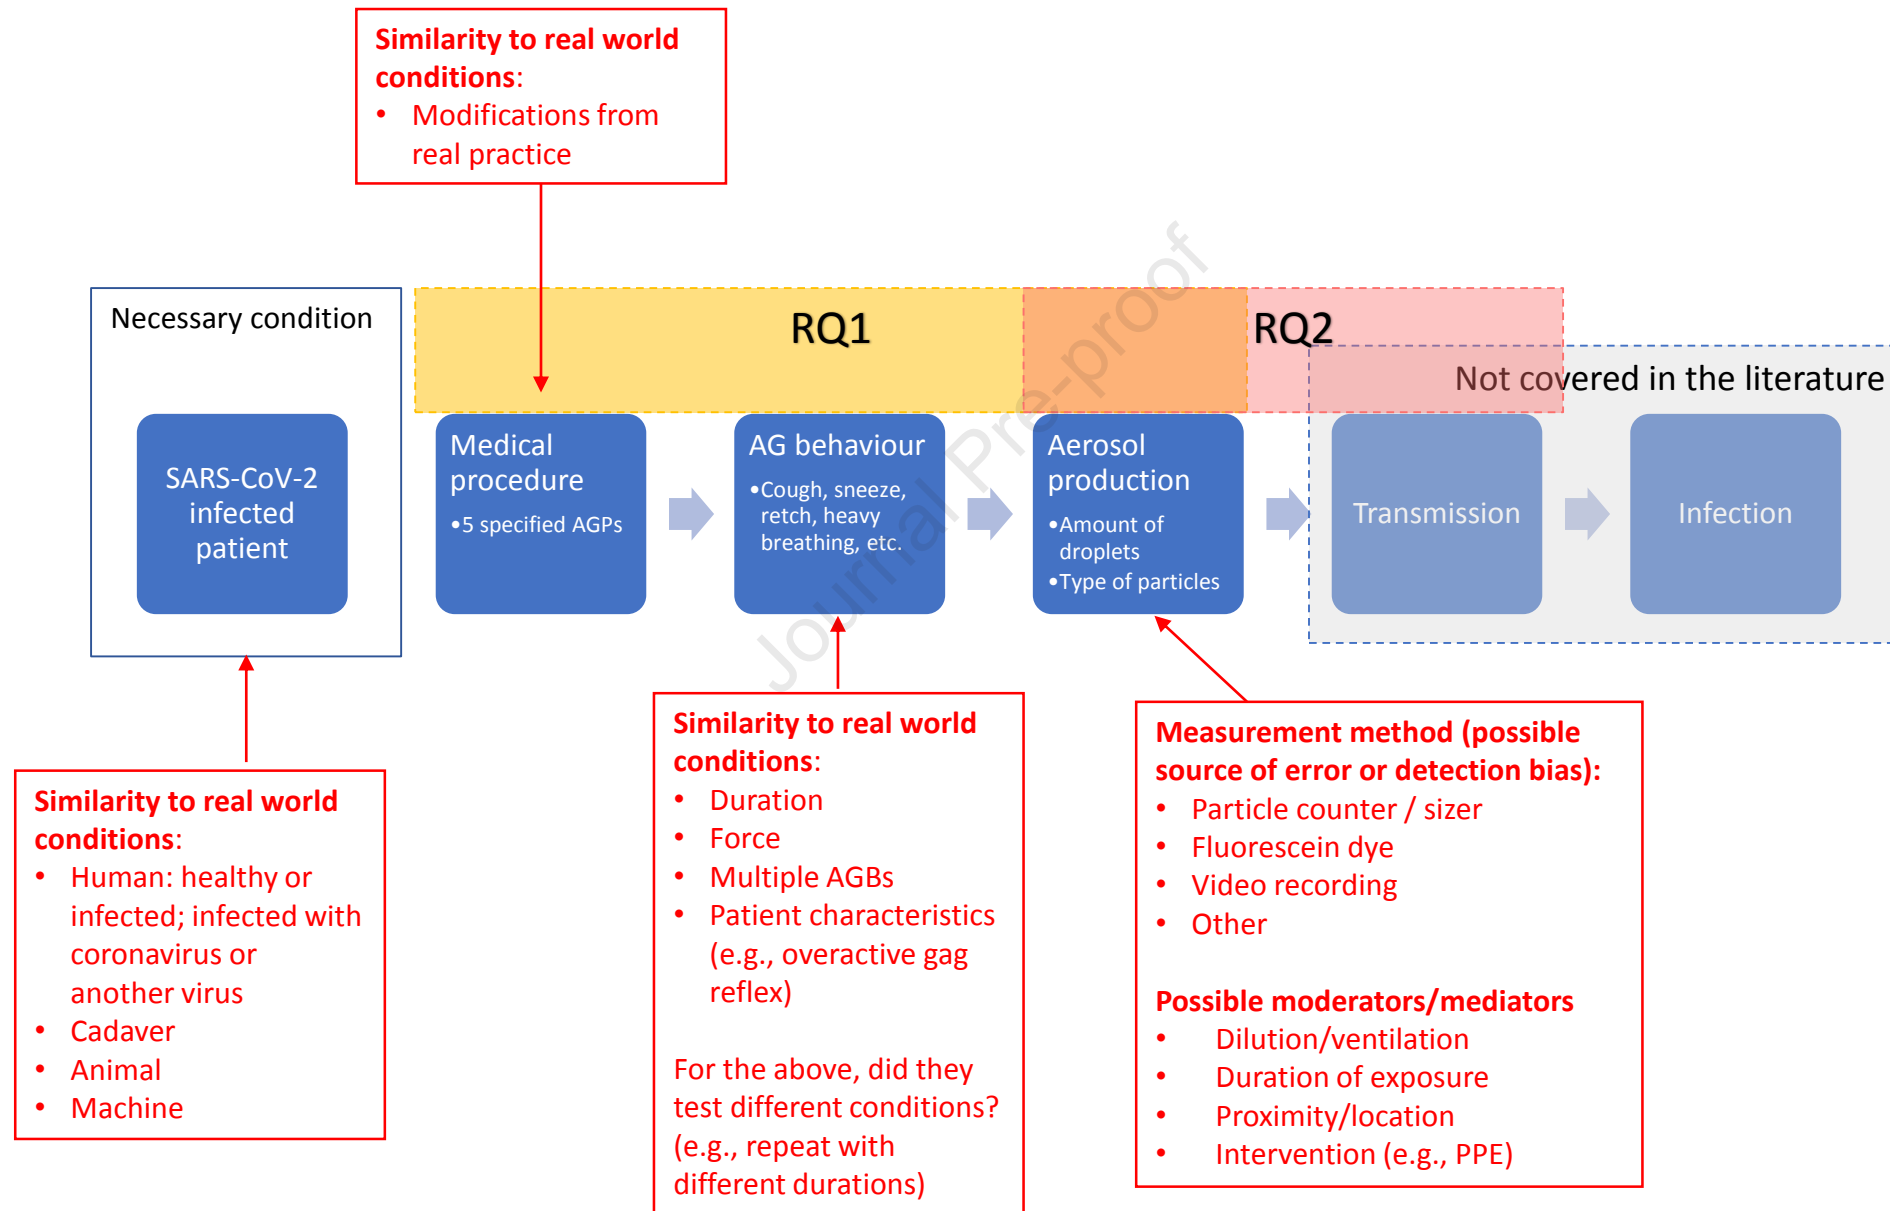 Similarity to real world
conditions:
• Modifications from
real practice
Necessary condition
RQ1
RQ2
Not covered in the literature
SARS-CoV-2
infected
patient
Medical
procedure
•5 specified AGPs
AG behaviour
•Cough, sneeze,
retch, heavy
breathing, etc.
Aerosol
production
•Amount of
droplets
•Type of particles
Transmission
Infection
Journal Pre-proof
Similarity to real world
conditions:
• Human: healthy or
infected; infected with
coronavirus or
another virus
• Cadaver
• Animal
• Machine
Similarity to real world
conditions:
• Duration
• Force
• Multiple AGBs
• Patient characteristics
(e.g., overactive gag
reflex)
For the above, did they
test different conditions?
(e.g., repeat with
different durations)
Measurement method (possible
source of error or detection bias):
• Particle counter / sizer
• Fluorescein dye
• Video recording
• Other
Possible moderators/mediators
• Dilution/ventilation
• Duration of exposure
• Proximity/location
• Intervention (e.g., PPE)